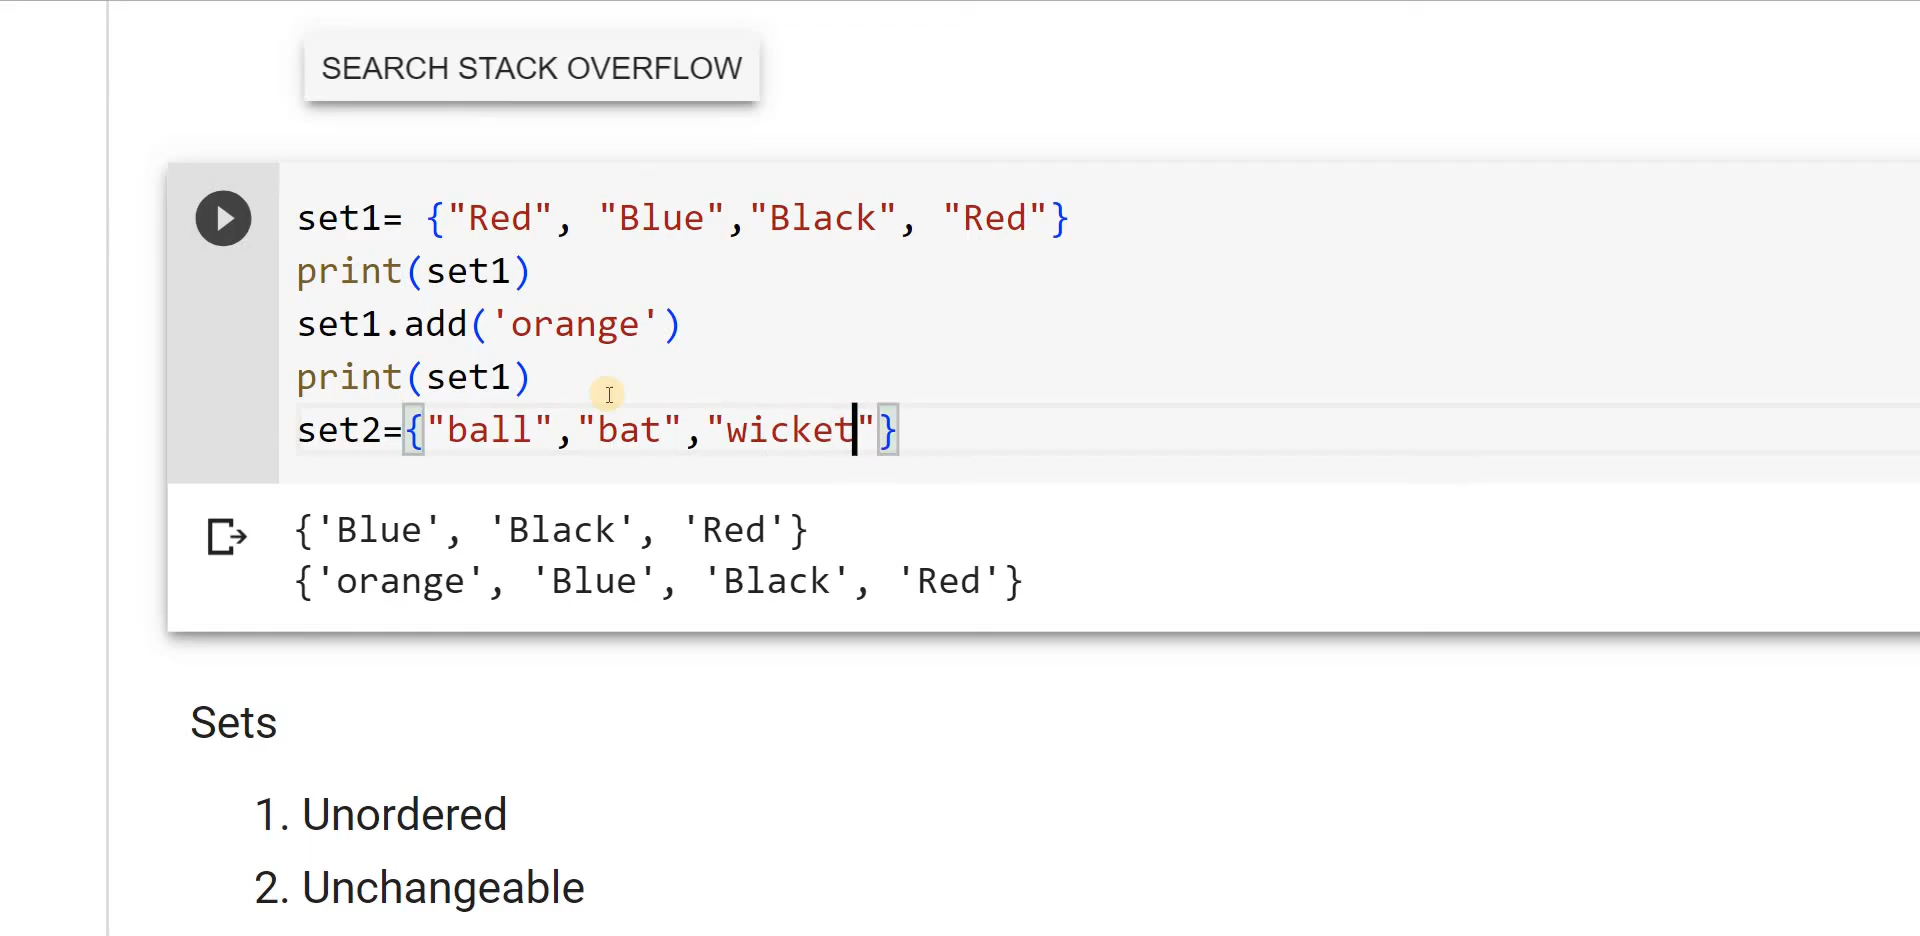 SEARCH STACK OVERFLOW
set1= {"Red", "Blue","Black", "Red"}
print(set1)
set1.add('orange')
print(set1)
set2={"ball","bat","wicket"}
{'Blue', 'Black', 'Red'}
{'orange', 'Blue', 'Black', 'Red'}
Sets
1. Unordered
2. Unchangeable